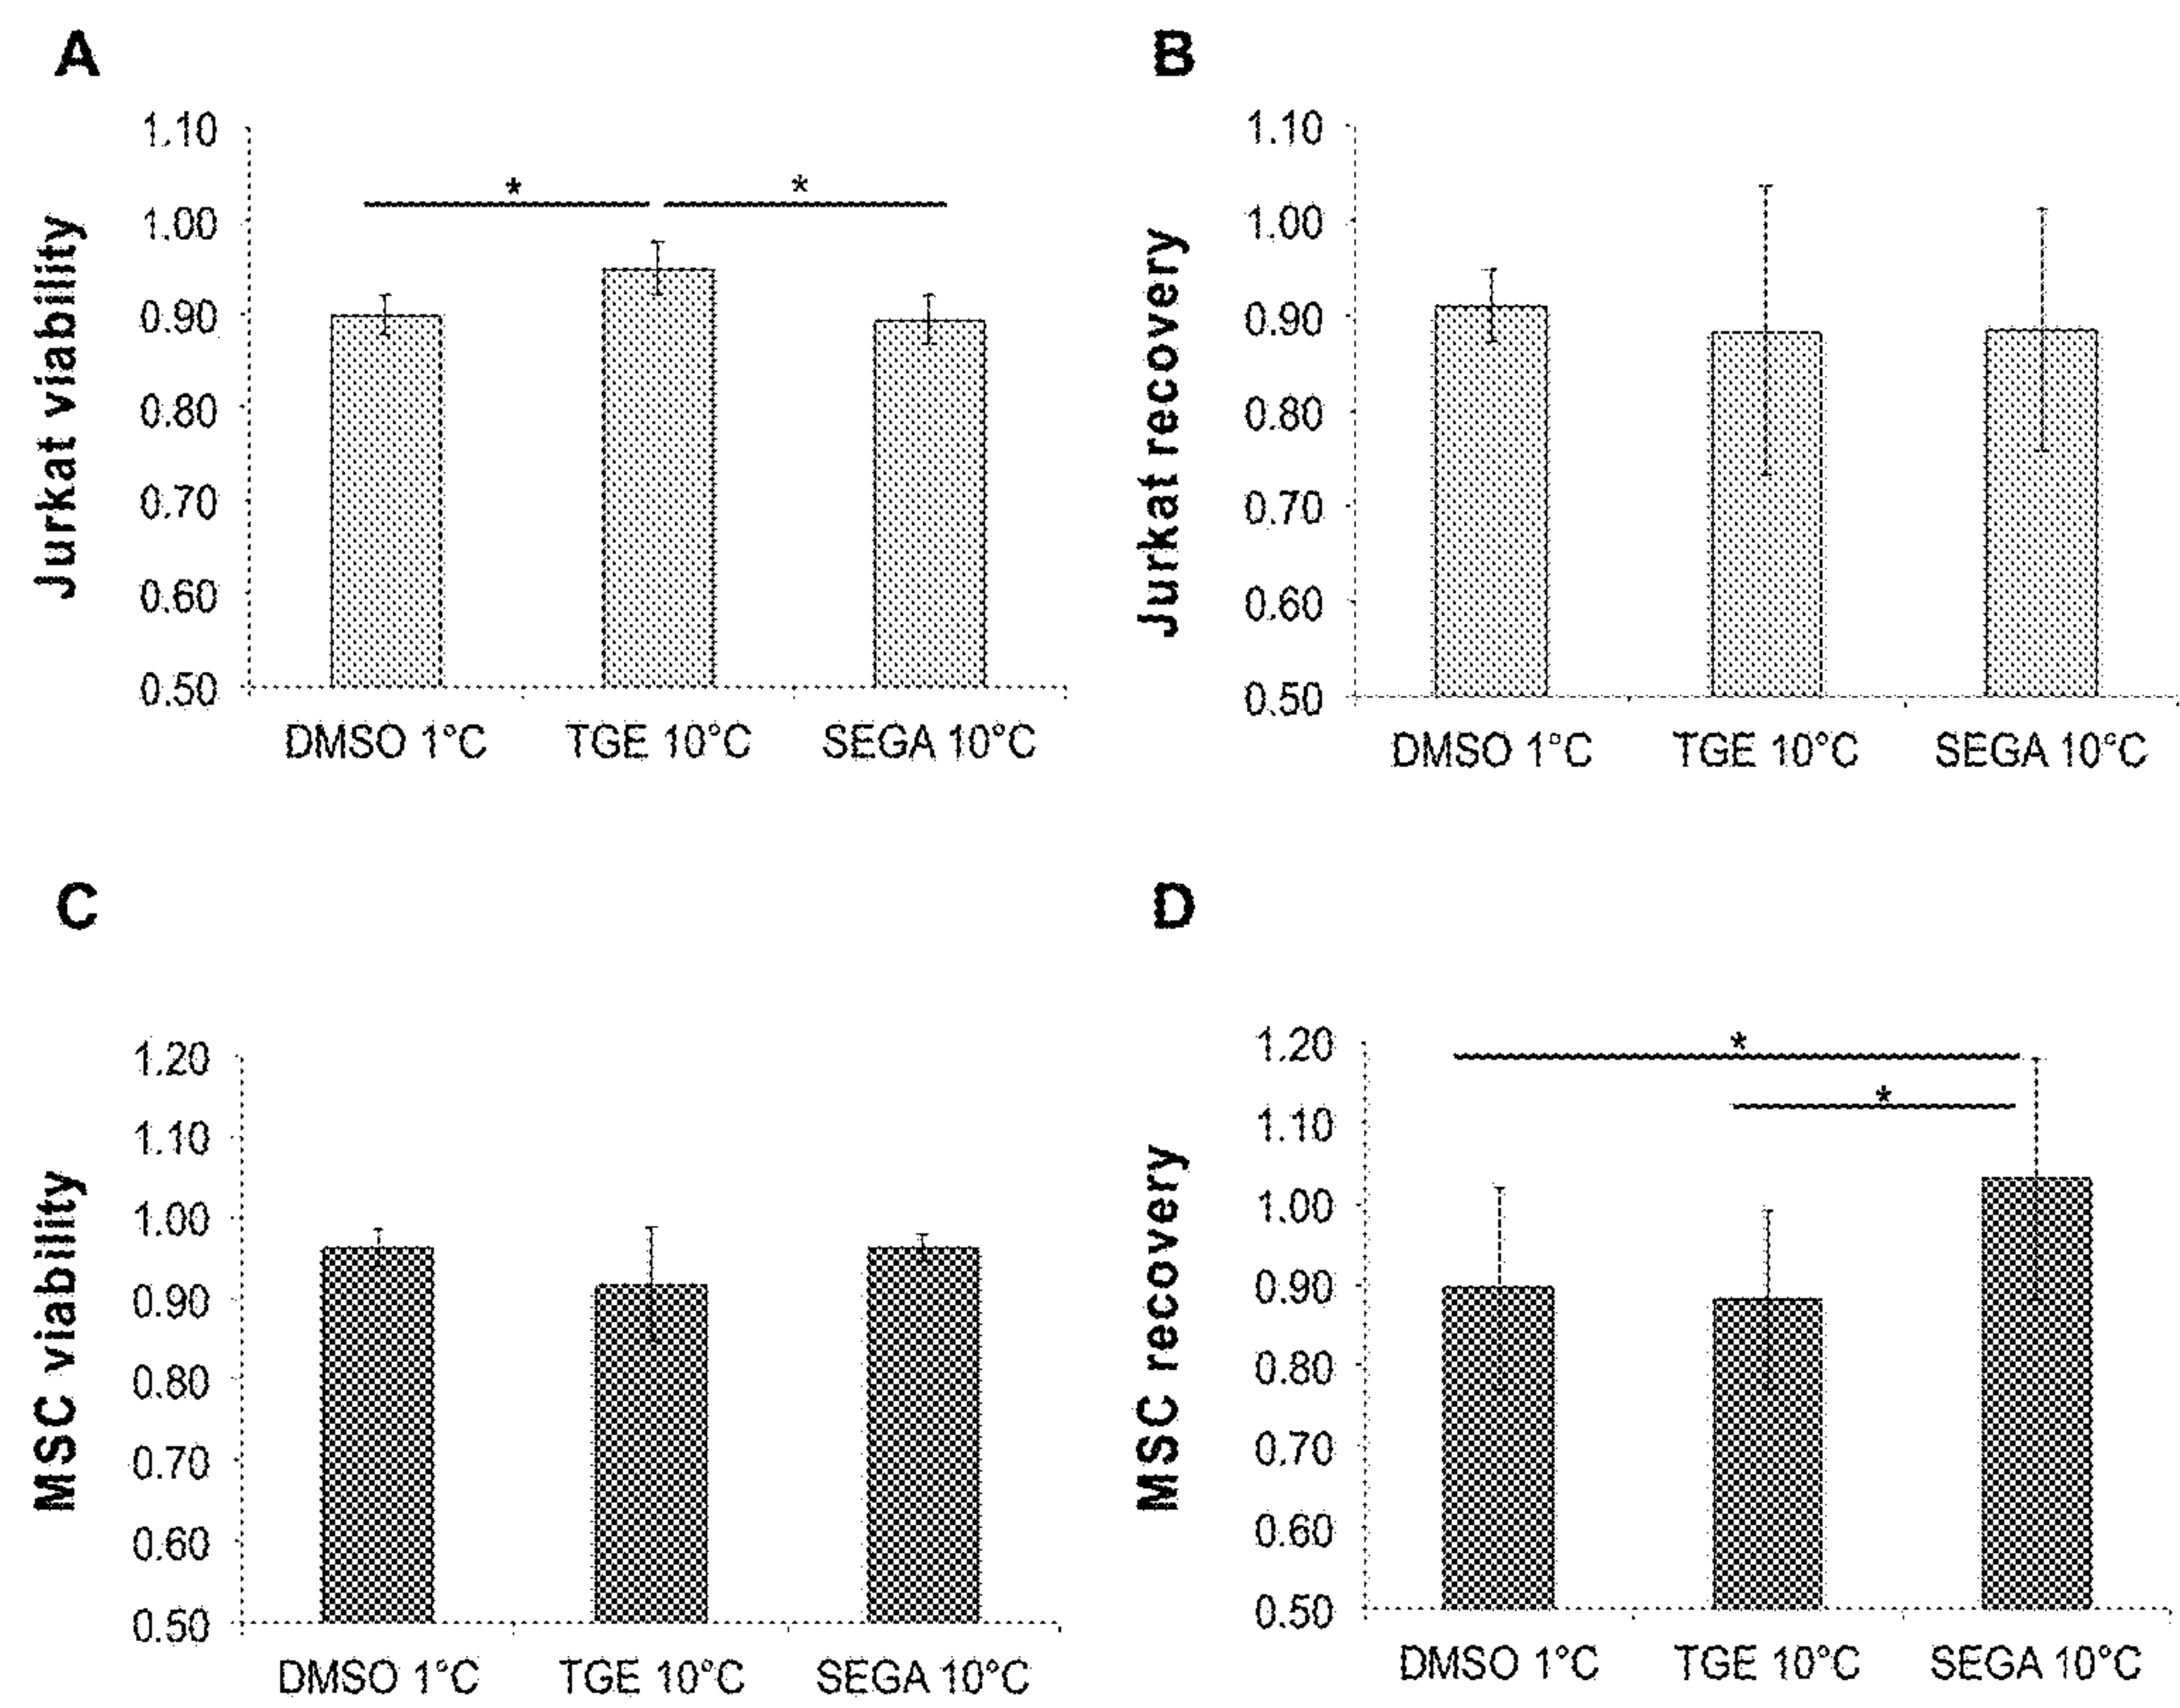 A
Jurkat viability
1.10
1.00
0.90
0.80
0.70
0.60
0.50
*
*
DMSO 1°C
TGE 10°C
SEGA 10°C
B
Jurkat recovery
1.10
1.00
0.90
0.80
0.70
0.60
0.50
DMSO 1°C
TGE 10°C
SEGA 10°C
C
MSC viability
1.20
1.10
1.00
0.90
0.80
0.70
0.60
0.50
DMSO 1°C
TGE 10°C
SEGA 10°C
D
MSC recovery
1.20
1.10
1.00
0.90
0.80
0.70
0.60
0.50
*
*
DMSO 1°C
TGE 10°C
SEGA 10°C